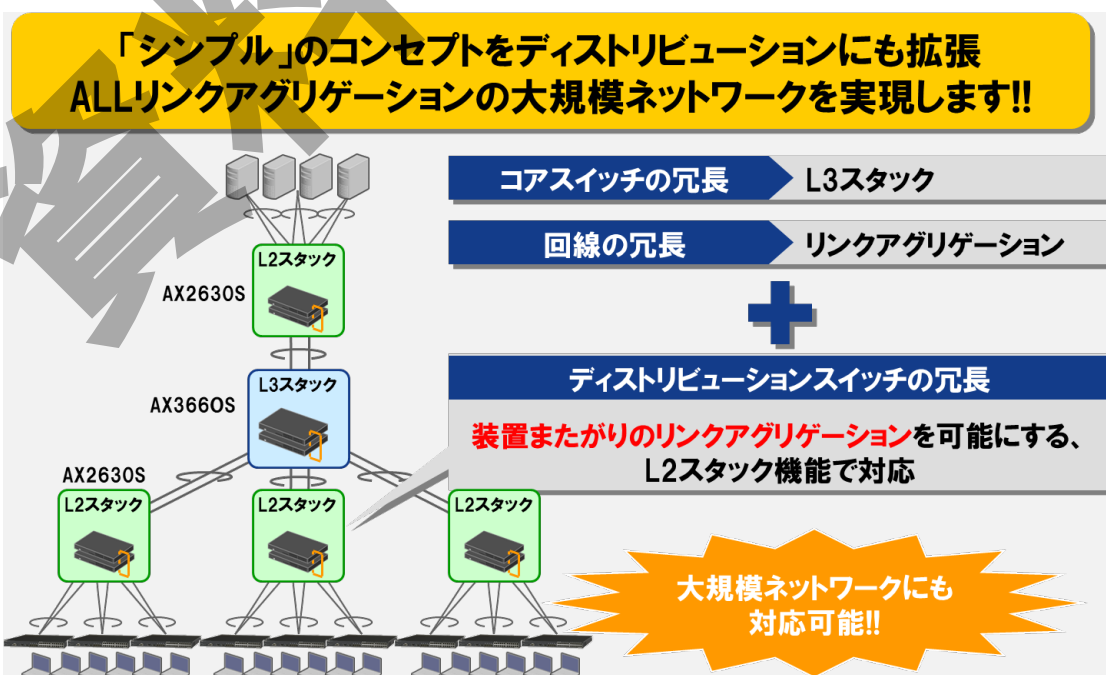 「シンプル」のコンセプトをディストリビューションにも拡張
ALLリンクアグリゲーションの大規模ネットワークを実現します!!
コアスイッチの冗長
L3スタック
回線の冗長
リンクアグリゲーション
ディストリビューションスイッチの冗長
装置またがりのリンクアグリゲーションを可能にする、
L2スタック機能で対応
大規模ネットワークにも
対応可能!!
L2スタック
AX2630S
L3スタック
AX3660S
AX2630S
L2スタック
L2スタック
L2スタック
資料